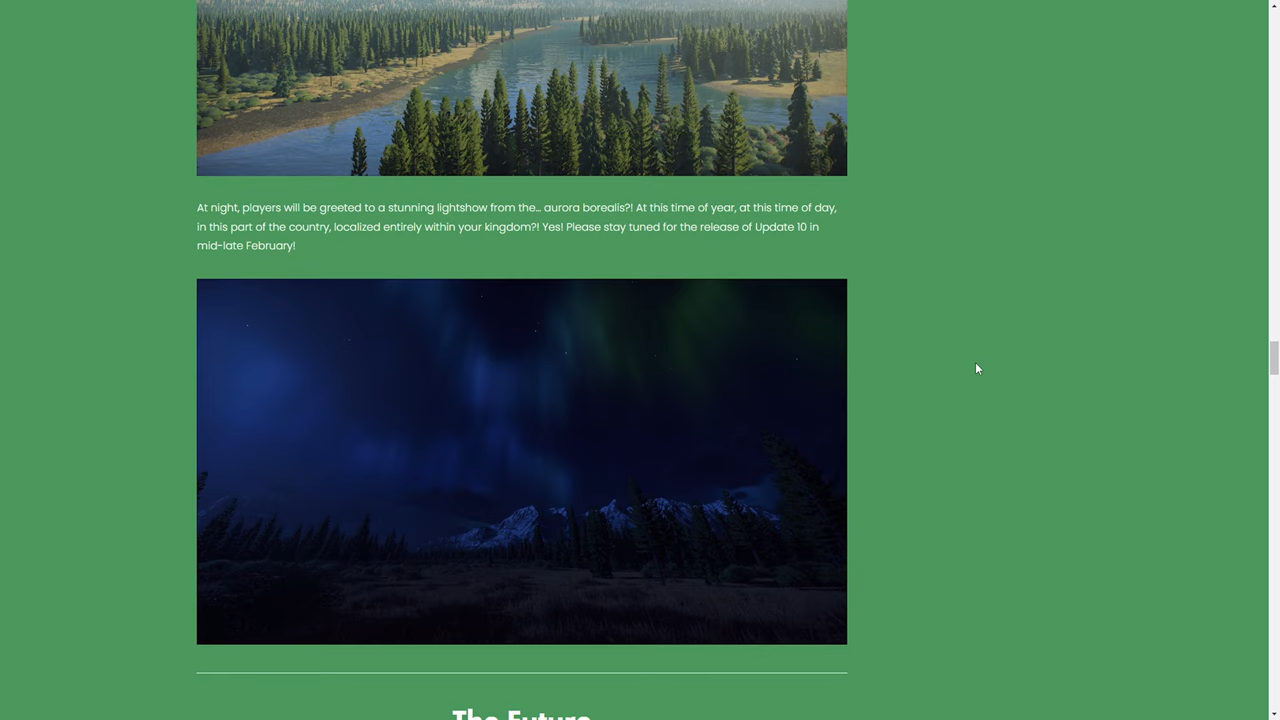 At night, players will be greeted to a stunning lightshow from the... aurora borealis?! At this time of year, at this time of day,
in this part of the country, localized entirely within your kingdom?! Yes! Please stay tuned for the release of Update 10 in
mid-late February!
The Future